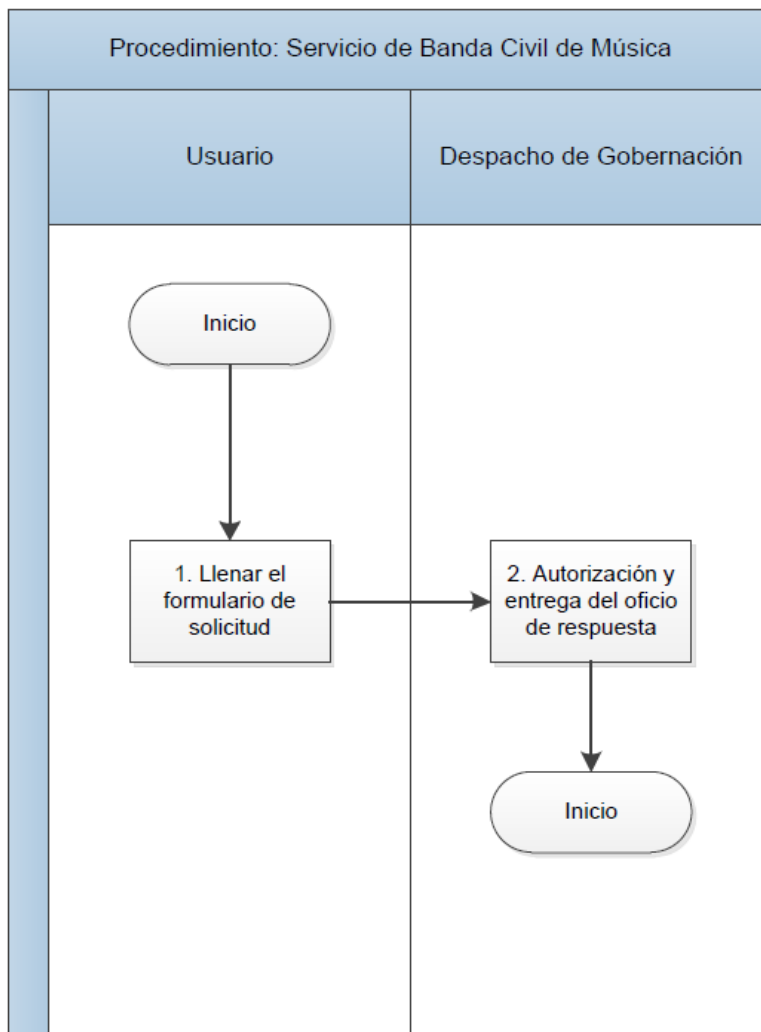 Procedimiento: Servicio de Banda Civil de Música
Usuario
Despacho de Gobernación
Inicio
1. Llenar el
formulario de
solicitud
2. Autorización y
entrega del oficio
de respuesta
Inicio